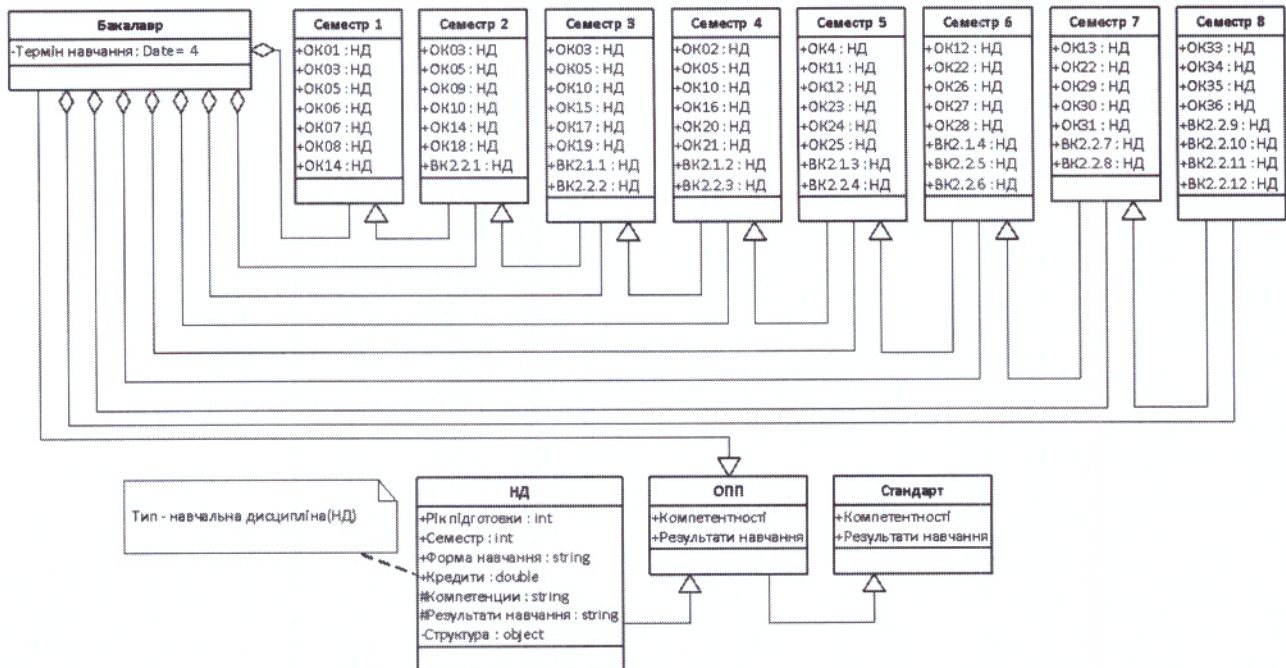 Бакалавр
-Термін навчання : Date = 4
Семестр 1
+ОК01 : НД
+ОК03 : НД
+ОК05 : НД
+ОК06 : НД
+ОК07 : НД
+ОК08 : НД
+ОК14 : НД
Семестр 2
+ОК03 : НД
+ОК05 : НД
+ОК09 : НД
+ОК10 : НД
+ОК14 : НД
+ОК18 : НД
+ВК2.2.1 : НД
Семестр 3
+ОК03 : НД
+ОК05 : НД
+ОК10 : НД
+ОК15 : НД
+ОК17 : НД
+ОК19 : НД
+ВК2.1.1 : НД
+ВК2.2.2 : НД
Семестр 4
+ОК02 : НД
+ОК05 : НД
+ОК10 : НД
+ОК16 : НД
+ОК20 : НД
+ОК21 : НД
+ВК2.1.2 : НД
+ВК2.2.3 : НД
Семестр 5
+ОК4 : НД
+ОК11 : НД
+ОК12 : НД
+ОК23 : НД
+ОК24 : НД
+ОК25 : НД
+ВК2.1.3 : НД
+ВК2.2.4 : НД
Семестр 6
+ОК12 : НД
+ОК22 : НД
+ОК26 : НД
+ОК27 : НД
+ОК28 : НД
+ВК2.1.4 : НД
+ВК2.2.5 : НД
+ВК2.2.6 : НД
Семестр 7
+ОК13 : НД
+ОК22 : НД
+ОК29 : НД
+ОК30 : НД
+ОК31 : НД
+ВК2.2.7 : НД
+ВК2.2.8 : НД
Семестр 8
+ОК33 : НД
+ОК34 : НД
+ОК35 : НД
+ОК36 : НД
+ВК2.2.9 : НД
+ВК2.2.10 : НД
+ВК2.2.11 : НД
+ВК2.2.12 : НД
Тип - навчальна дисципліна(НД)
НД
+Рік підготовки : int
+Семестр : int
+Форма навчання : string
+Кредити : double
#Компетенции : string
#Результати навчання : string
-Структура : object
ОПП
+Компетентності
+Результати навчання
Стандарт
+Компетентності
+Результати навчання